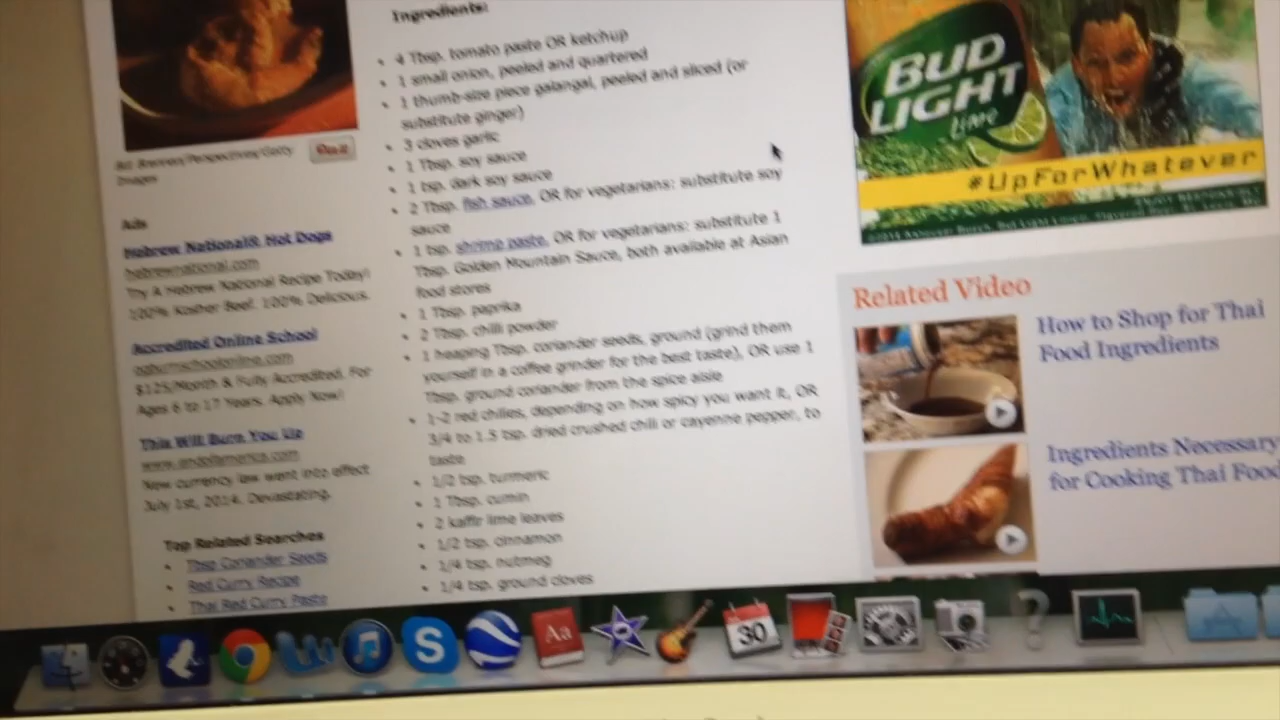 Ingredients:
4 Tbsp. tomato paste OR ketchup
1 small onion, peeled and quartered
1 thumb-size piece galangal, peeled and sliced (or
substitute ginger)
3 cloves garlic
1 Tbsp. soy sauce
1 tsp. dark soy sauce
2 Tbsp. fish sauce, OR for vegetarians: substitute soy
sauce
1 tsp. shrimp paste, OR for vegetarians: substitute 1
Tbsp. Golden Mountain Sauce, both available at Asian
food stores
1 Tbsp. paprika
2 Tbsp. chili powder
1 heaping Tbsp. coriander seeds, ground (grind them
yourself in a coffee grinder for the best taste), OR use 1
Tbsp. ground coriander from the spice aisle
1-2 red chilies, depending on how spicy you want it, OR
3/4 to 1.5 tsp. dried crushed chili or cayenne pepper, to
taste
1/2 tsp. turmeric
1 Tbsp. cumin
2 kaffir lime leaves
1/2 tsp. cinnamon
1/4 tsp. nutmeg
1/4 tsp. ground cloves
Brennan/Perspectives/Getty
Images
Pin it
Ads
Hebrew National® Hot Dogs
hebrewnational.com
Try A Hebrew National Recipe Today!
100% Kosher Beef. 100% Delicious.
Accredited Online School
$125/Month & Fully Accredited. For
Ages 6 to 17 Years. Apply Now!
This Will Burn You Up
New currency law went into effect
July 1st, 2014. Devastating.
Top Related Searches
Tbsp Coriander Seeds
Red Curry Recipe
Thai Red Curry Paste
BUD
LIGHT
Lime
#UpForWhatever
Related Video
How to Shop for Thai
Food Ingredients
Ingredients Necessary
for Cooking Thai Food
S
Aa
30
?